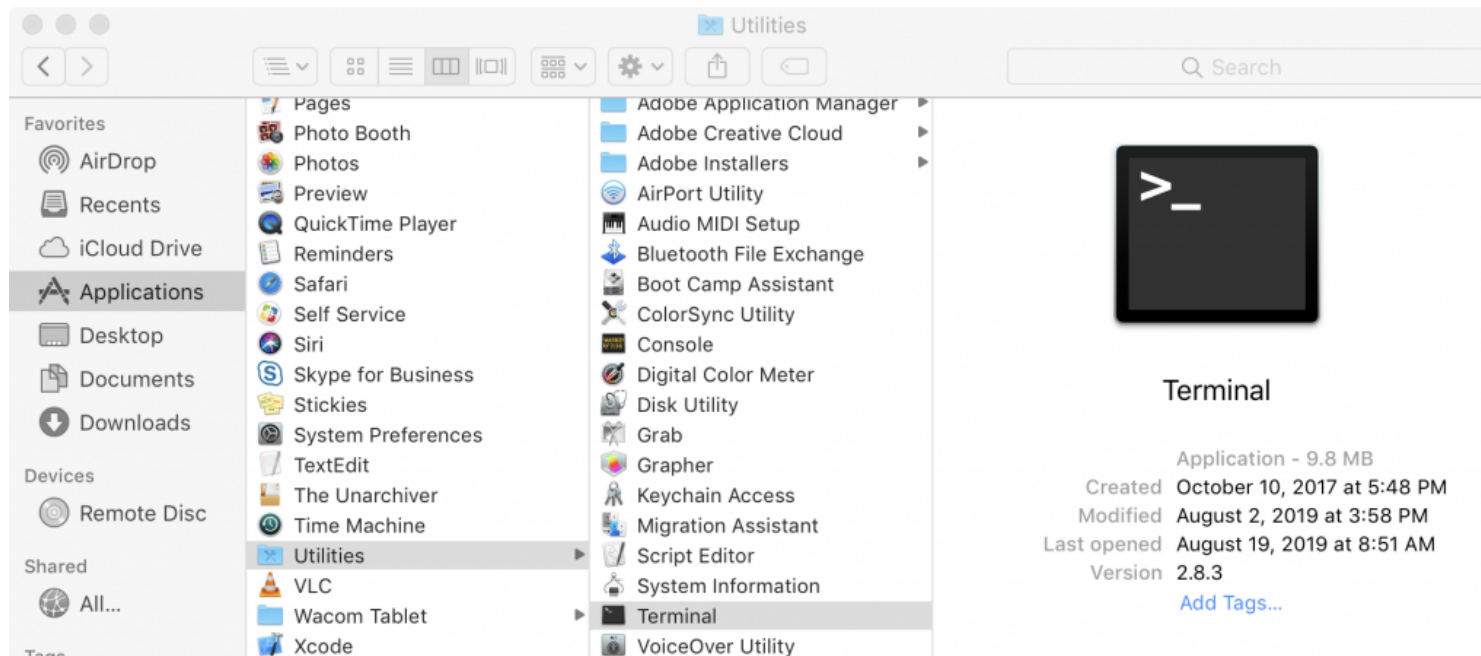 Utilities
Search
Favorites
AirDrop
Recents
iCloud Drive
Applications
Desktop
Documents
Downloads
Devices
Remote Disc
Shared
All...
Tags
Pages
Photo Booth
Photos
Preview
QuickTime Player
Reminders
Safari
Self Service
Siri
Skype for Business
Stickies
System Preferences
TextEdit
The Unarchiver
Time Machine
Utilities
VLC
Wacom Tablet
Xcode
Adobe Application Manager
Adobe Creative Cloud
Adobe Installers
AirPort Utility
Audio MIDI Setup
Bluetooth File Exchange
Boot Camp Assistant
ColorSync Utility
Console
Digital Color Meter
Disk Utility
Grab
Grapher
Keychain Access
Migration Assistant
Script Editor
System Information
Terminal
VoiceOver Utility
>_
Terminal
Application - 9.8 MB
Created October 10, 2017 at 5:48 PM
Modified August 2, 2019 at 3:58 PM
Last opened August 19, 2019 at 8:51 AM
Version 2.8.3
Add Tags...